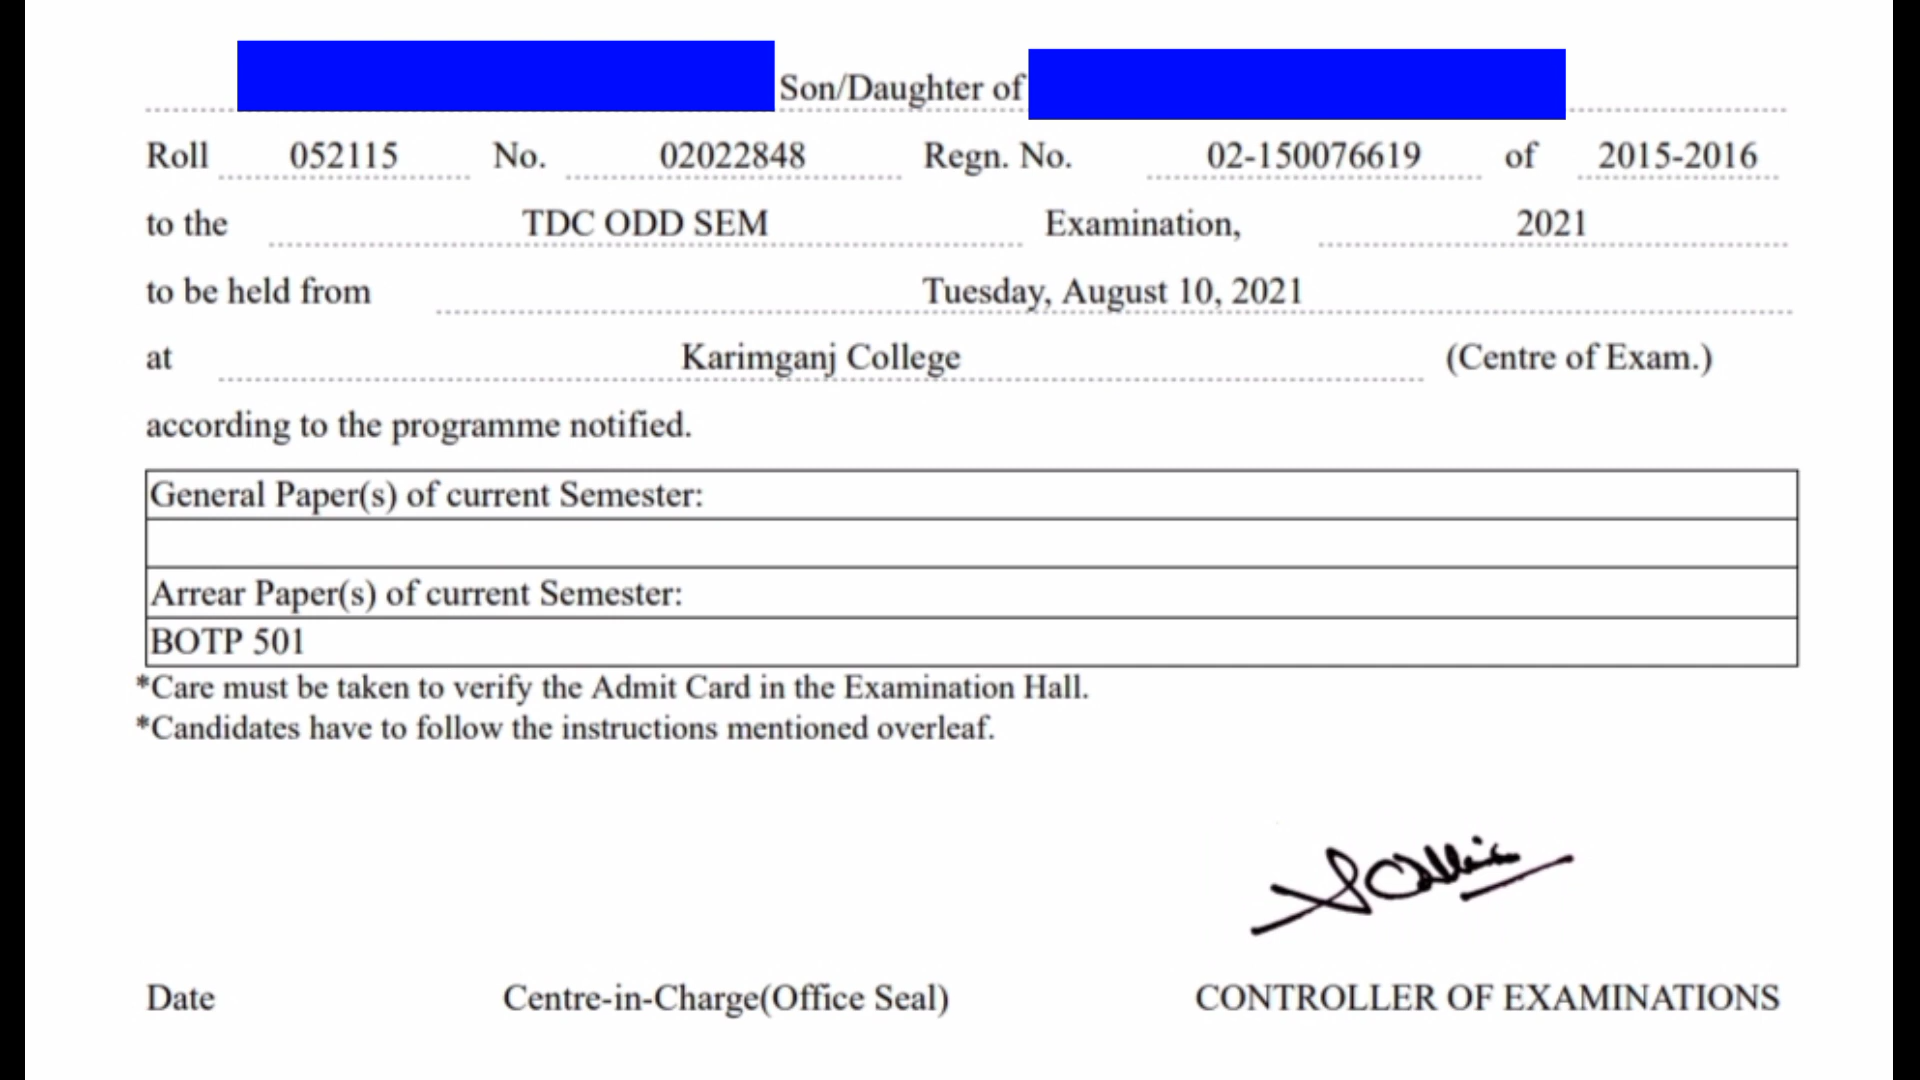 Son/Daughter of
Roll 052115 No. 02022848 Regn. No. 02-150076619 of 2015-2016
to the TDC ODD SEM Examination, 2021
to be held from Tuesday, August 10, 2021
at Karimganj College (Centre of Exam.)
according to the programme notified.
General Paper(s) of current Semester:
Arrear Paper(s) of current Semester:
BOTP 501
*Care must be taken to verify the Admit Card in the Examination Hall.
*Candidates have to follow the instructions mentioned overleaf.
Date Centre-in-Charge(Office Seal) CONTROLLER OF EXAMINATIONS